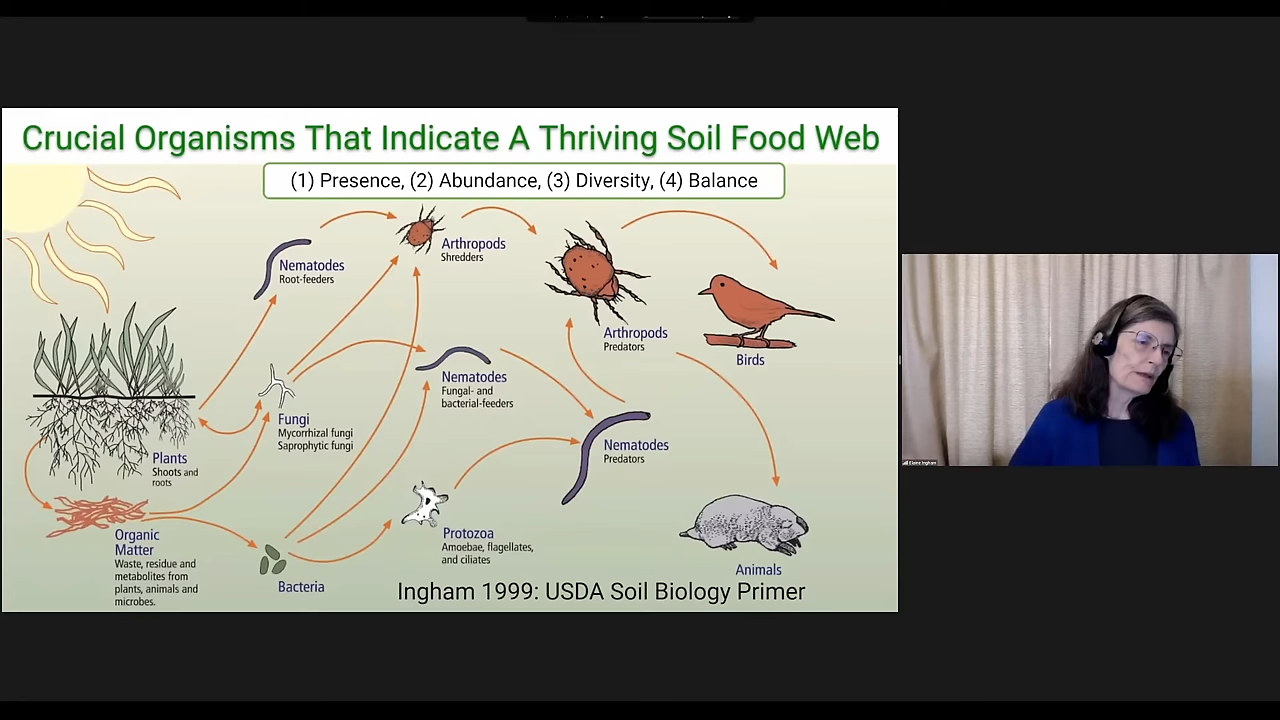 Crucial Organisms That Indicate A Thriving Soil Food Web
(1) Presence, (2) Abundance, (3) Diversity, (4) Balance
Nematodes
Root-feeders
Arthropods
Shredders
Arthropods
Predators
Birds
Nematodes
Fungal- and
bacterial-feeders
Fungi
Mycorrhizal fungi
Saprophytic fungi
Nematodes
Predators
Plants
Shoots and
roots
Organic
Matter
Waste, residue and
metabolites from
plants, animals and
microbes.
Bacteria
Protozoa
Amoebae, flagellates,
and ciliates
Animals
Ingham 1999: USDA Soil Biology Primer
Elaine Ingham